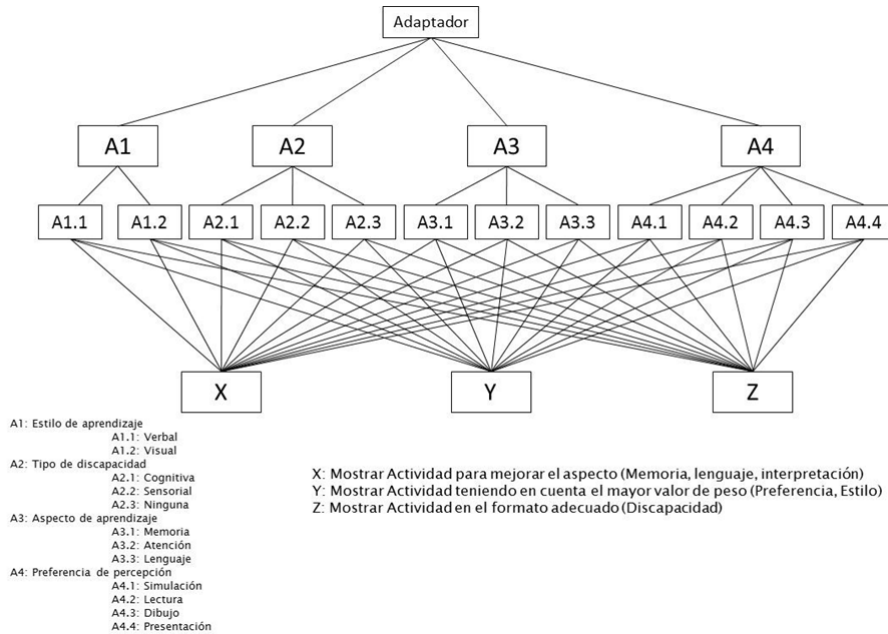 Adaptador
A1 A2 A3 A4
A1.1 A1.2 A2.1 A2.2 A2.3 A3.1 A3.2 A3.3 A4.1 A4.2 A4.3 A4.4
X Y Z
A1: Estilo de aprendizaje
A1.1: Verbal
A1.2: Visual
A2: Tipo de discapacidad
A2.1: Cognitiva
A2.2: Sensorial
A2.3: Ninguna
A3: Aspecto de aprendizaje
A3.1: Memoria
A3.2: Atención
A3.3: Lenguaje
A4: Preferencia de percepción
A4.1: Simulación
A4.2: Lectura
A4.3: Dibujo
A4.4: Presentación
X: Mostrar Actividad para mejorar el aspecto (Memoria, lenguaje, interpretación)
Y: Mostrar Actividad teniendo en cuenta el mayor valor de peso (Preferencia, Estilo)
Z: Mostrar Actividad en el formato adecuado (Discapacidad)